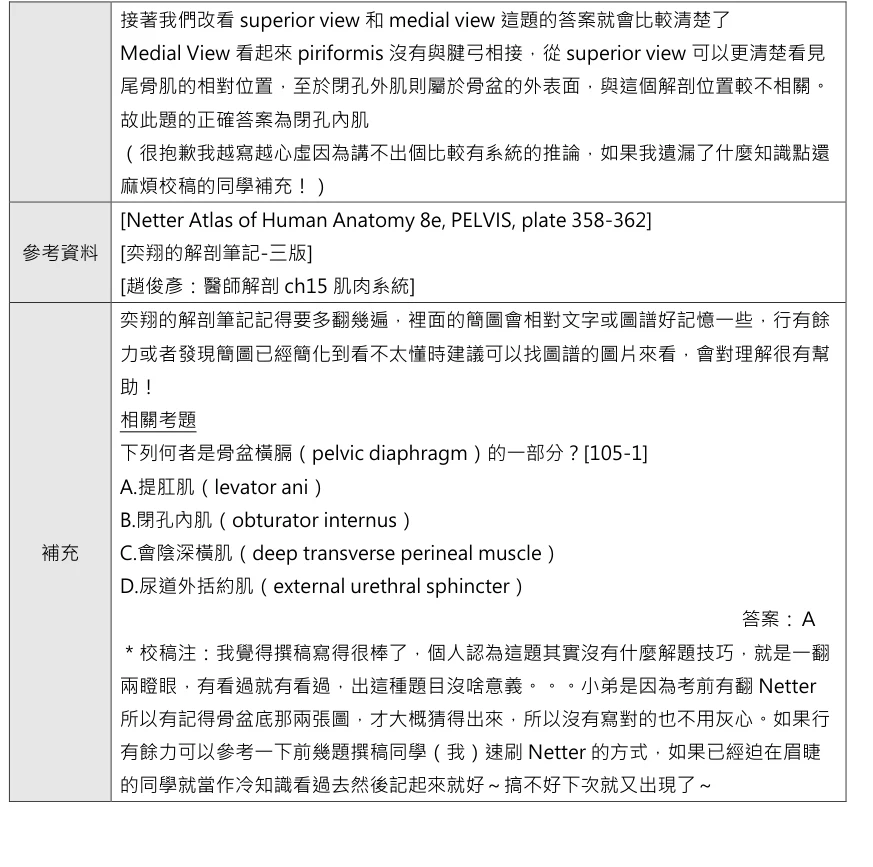 接著我們改看 superior view 和 medial view 這題的答案就會比較清楚了
Medial View 看起來 piriformis 沒有與腱弓相接，從 superior view 可以更清楚看見
尾骨肌的相對位置，至於閉孔外肌則屬於骨盆的外表面，與這個解剖位置較不相關。
故此題的正確答案為閉孔內肌
（很抱歉我越寫越心虛因為講不出個比較有系統的推論，如果我遺漏了什麼知識點還
麻煩校稿的同學補充！）
參考資料
[Netter Atlas of Human Anatomy 8e, PELVIS, plate 358-362]
[奕翔的解剖筆記-三版]
[趙俊彥：醫師解剖 ch15 肌肉系統]
補充
奕翔的解剖筆記記得要多翻幾遍，裡面的簡圖會相對文字或圖譜好記憶一些，行有餘
力或者發現簡圖已經簡化到看不太懂時建議可以找圖譜的圖片來看，會對理解很有幫
助！
相關考題
下列何者是骨盆橫膈（pelvic diaphragm）的一部分？[105-1]
A.提肛肌（levator ani）
B.閉孔內肌（obturator internus）
C.會陰深橫肌（deep transverse perineal muscle）
D.尿道外括約肌（external urethral sphincter）
答案：A
＊校稿注：我覺得撰稿寫得很棒了，個人認為這題其實沒有什麼解題技巧，就是一翻
兩瞪眼，有看過就有看過，出這種題目沒啥意義。。。小弟是因為考前有翻 Netter
所以有記得骨盆底那兩張圖，才大概猜得出來，所以沒有寫對的也不用灰心。如果行
有餘力可以參考一下前幾題撰稿同學（我）速刷 Netter 的方式，如果已經迫在眉睫
的同學就當作冷知識看過去然後記起來就好～搞不好下次就又出現了～